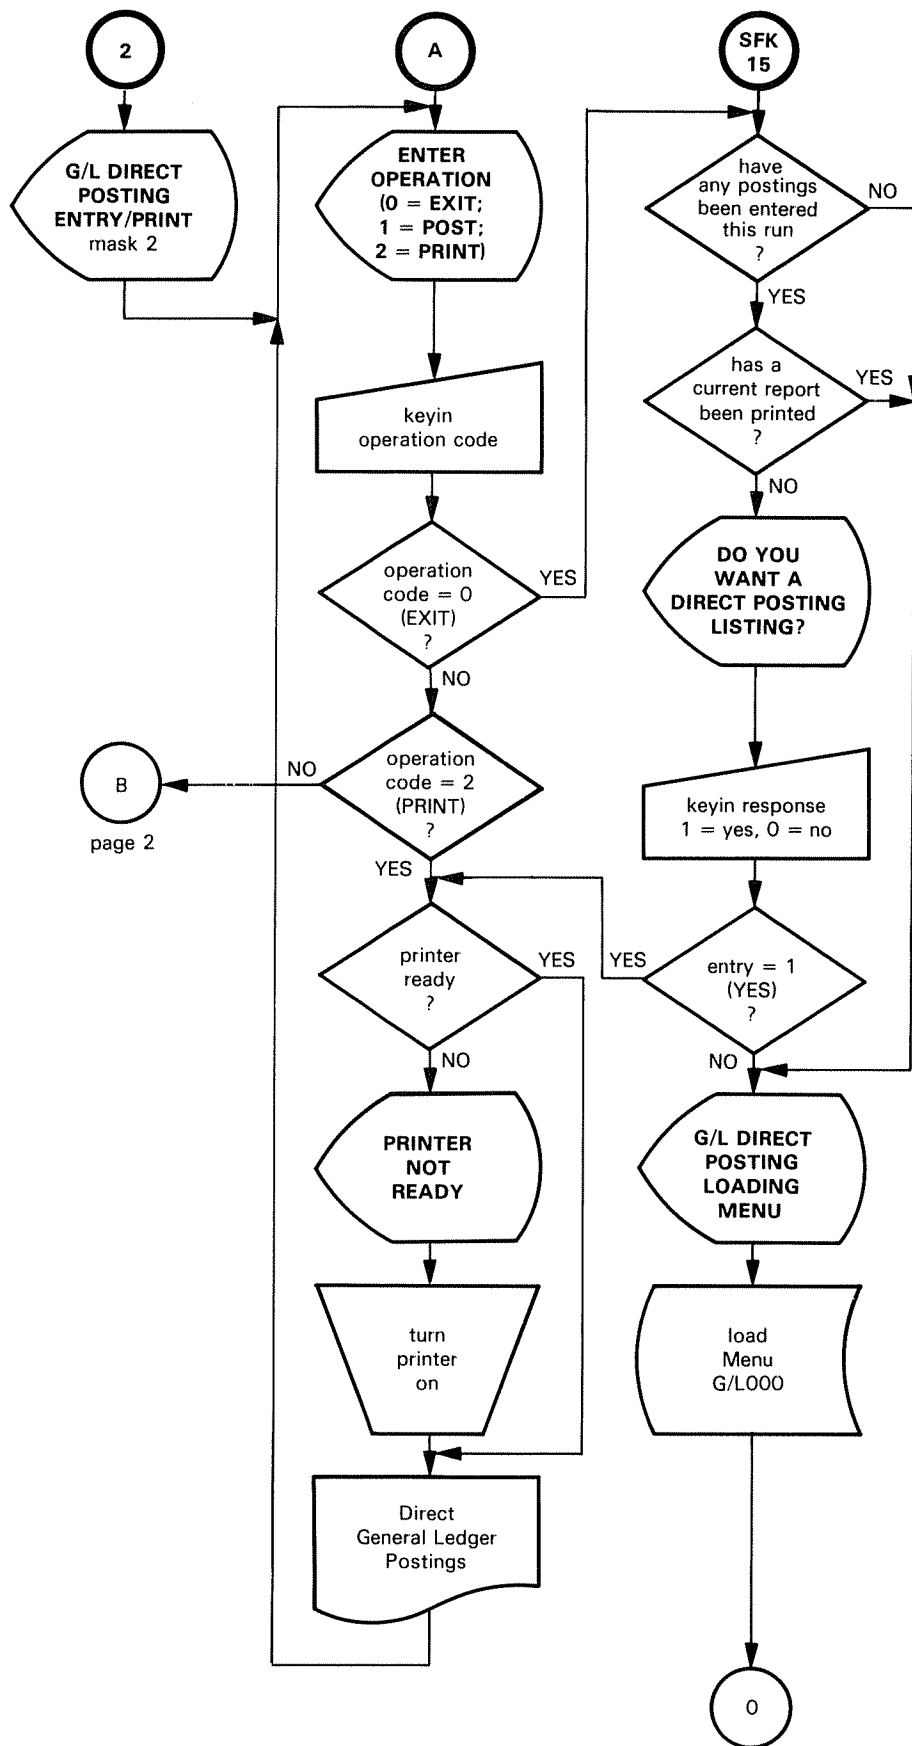 2
G/L DIRECT
POSTING
ENTRY/PRINT
mask 2
A
ENTER
OPERATION
(0 = EXIT;
1 = POST;
2 = PRINT)
keyin
operation code
operation
code = 0
(EXIT)
?
YES
NO
operation
code = 2
(PRINT)
?
NO
B
page 2
YES
printer
ready
?
YES
NO
PRINTER
NOT
READY
turn
printer
on
Direct
General Ledger
Postings
SFK
15
have
any postings
been entered
this run
?
NO
YES
has a
current report
been printed
?
YES
NO
DO YOU
WANT A
DIRECT POSTING
LISTING?
keyin response
1 = yes, 0 = no
entry = 1
(YES)
?
YES
NO
G/L DIRECT
POSTING
LOADING
MENU
load
Menu
G/L000
0